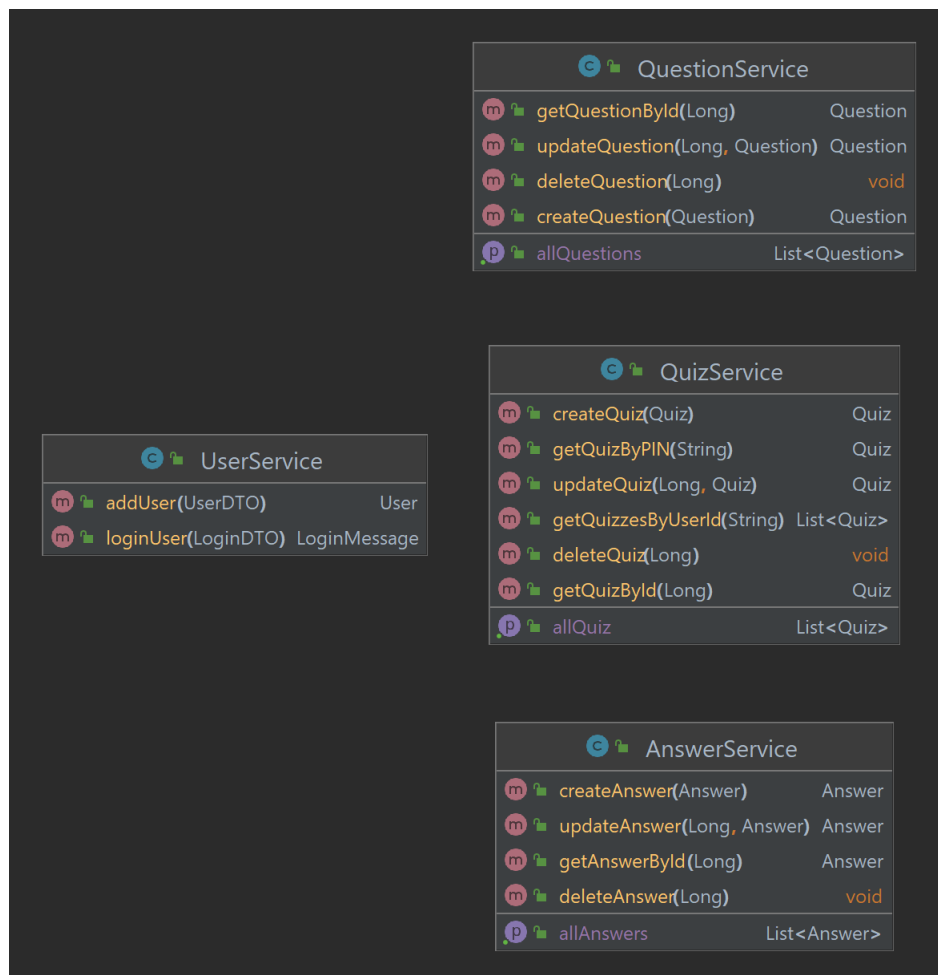 QuestionService
getQuestionById(Long) Question
updateQuestion(Long, Question) Question
deleteQuestion(Long) void
createQuestion(Question) Question
allQuestions List<Question>
QuizService
createQuiz(Quiz) Quiz
getQuizByPIN(String) Quiz
updateQuiz(Long, Quiz) Quiz
getQuizzesByUserId(String) List<Quiz>
deleteQuiz(Long) void
getQuizById(Long) Quiz
allQuiz List<Quiz>
UserService
addUser(UserDTO) User
loginUser(LoginDTO) LoginMessage
AnswerService
createAnswer(Answer) Answer
updateAnswer(Long, Answer) Answer
getAnswerById(Long) Answer
deleteAnswer(Long) void
allAnswers List<Answer>